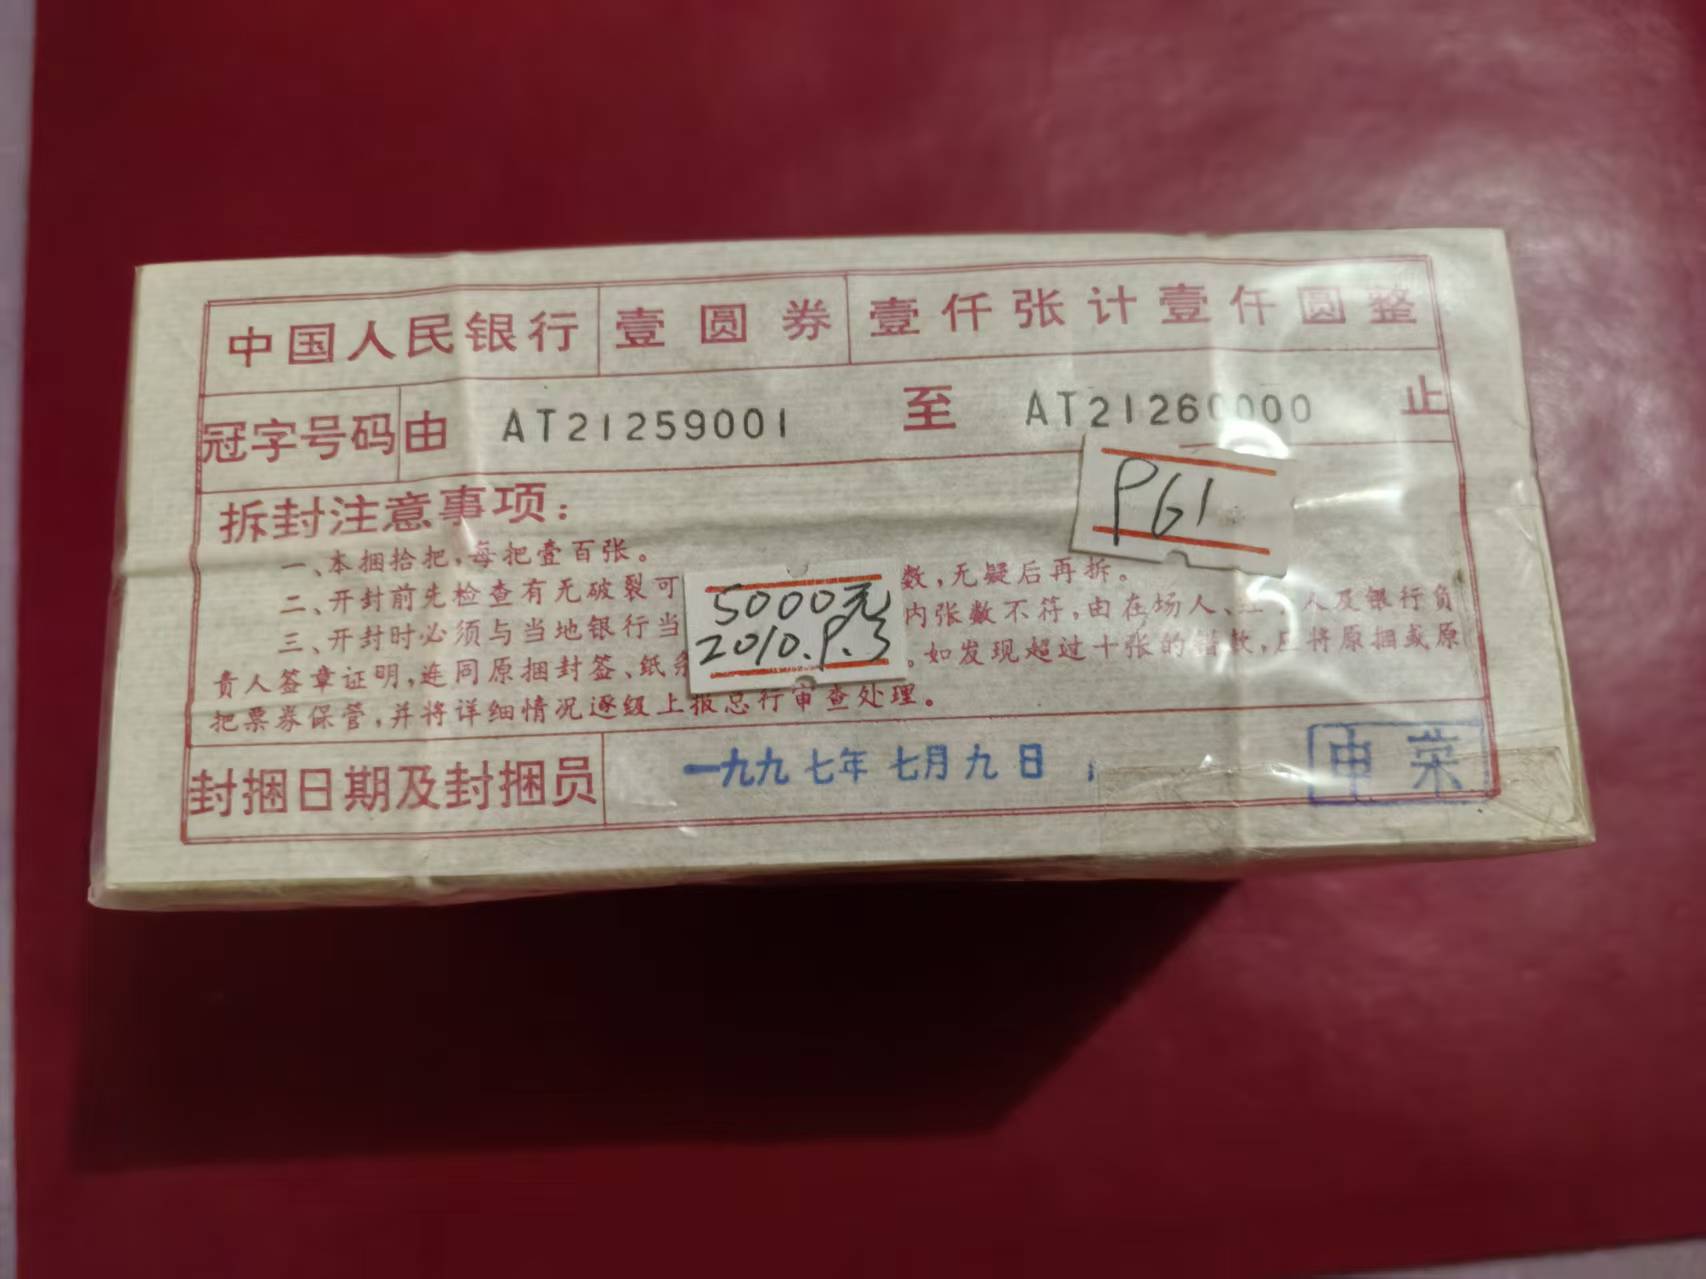 中国人民银行 壹圆券 壹仟张计壹仟圆整
冠字号码 由 AT21259001 至 AT21260000 止
PG1
拆封注意事项：
一、本捆拾把，每把壹百张。
二、开封前先检查有无破裂可 数，无疑后再拆。
三、开封时必须与当地银行当 内张数不符，由在场人、 人及银行负
责人签章证明，连同原捆封签、纸 。如发现超过十张的错款，应将原捆或原
把票券保管，并将详细情况逐级上报总行审查处理。
5000元
2010.9.3
封捆日期及封捆员 一九九七年七月九日 申荣